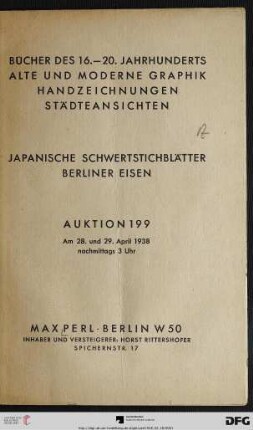 BÜCHER DES 16.–20. JAHRHUNDERTS
ALTE UND MODERNE GRAPHIK
HANDZEICHNUNGEN
STÄDTEANSICHTEN
JAPANISCHE SCHWERTSTICHBLÄTTER
BERLINER EISEN
AUKTION 199
Am 28. und 29. April 1938
nachmittags 3 Uhr
MAX PERL · BERLIN W 50
INHABER UND VERSTEIGERER: HORST RITTERSHOFER
SPICHERNSTR. 17
DFG